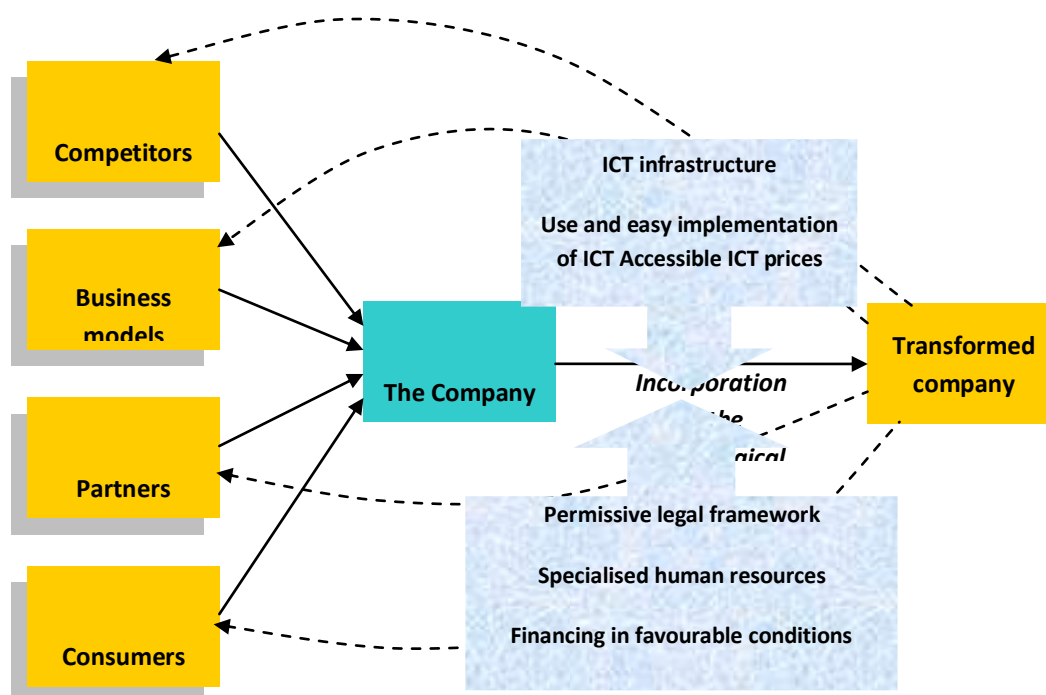 Competitors
Business
models
Partners
Consumers
The Company
ICT infrastructure
Use and easy implementation
of ICT Accessible ICT prices
Incorporation
Permissive legal framework
Specialised human resources
Financing in favourable conditions
Transformed
company